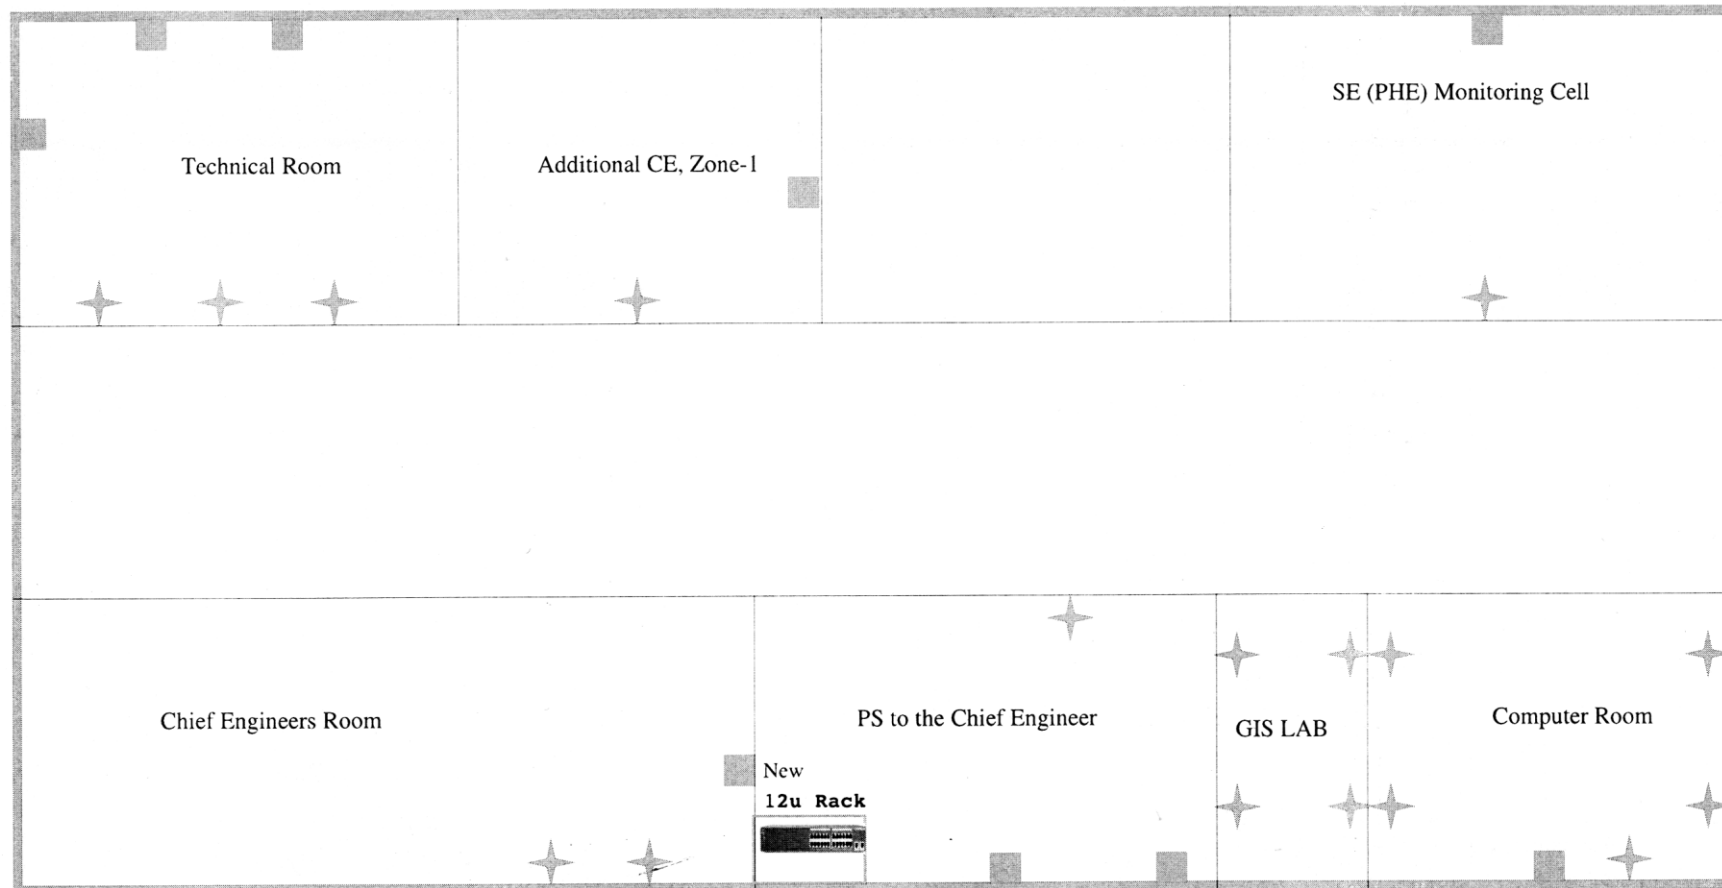 SE (PHE) Monitoring Cell
Technical Room
Additional CE, Zone-1
Chief Engineers Room
PS to the Chief Engineer
GIS LAB
Computer Room
New
12u Rack